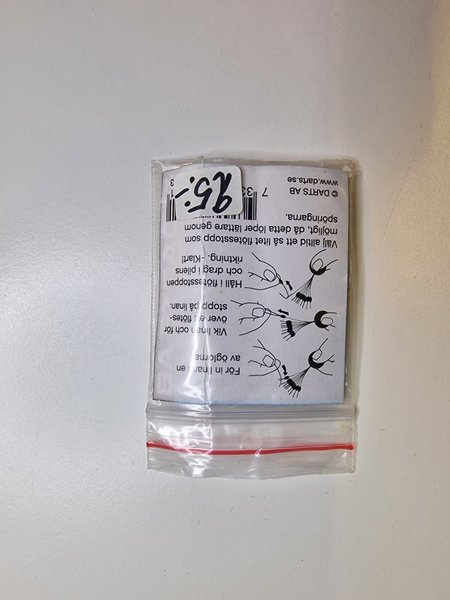 För in linan i en
av öglorna
Vik linan och för
över ett flötes-
stopp på linan.
Håll i flötesstoppen
och drag i pilens
riktning. -Klart!
Välj alltid ett så litet flötesstopp som
möjligt, då detta löper lättare genom
spöringarna.
© DARTS AB
www.darts.se
7
25:-